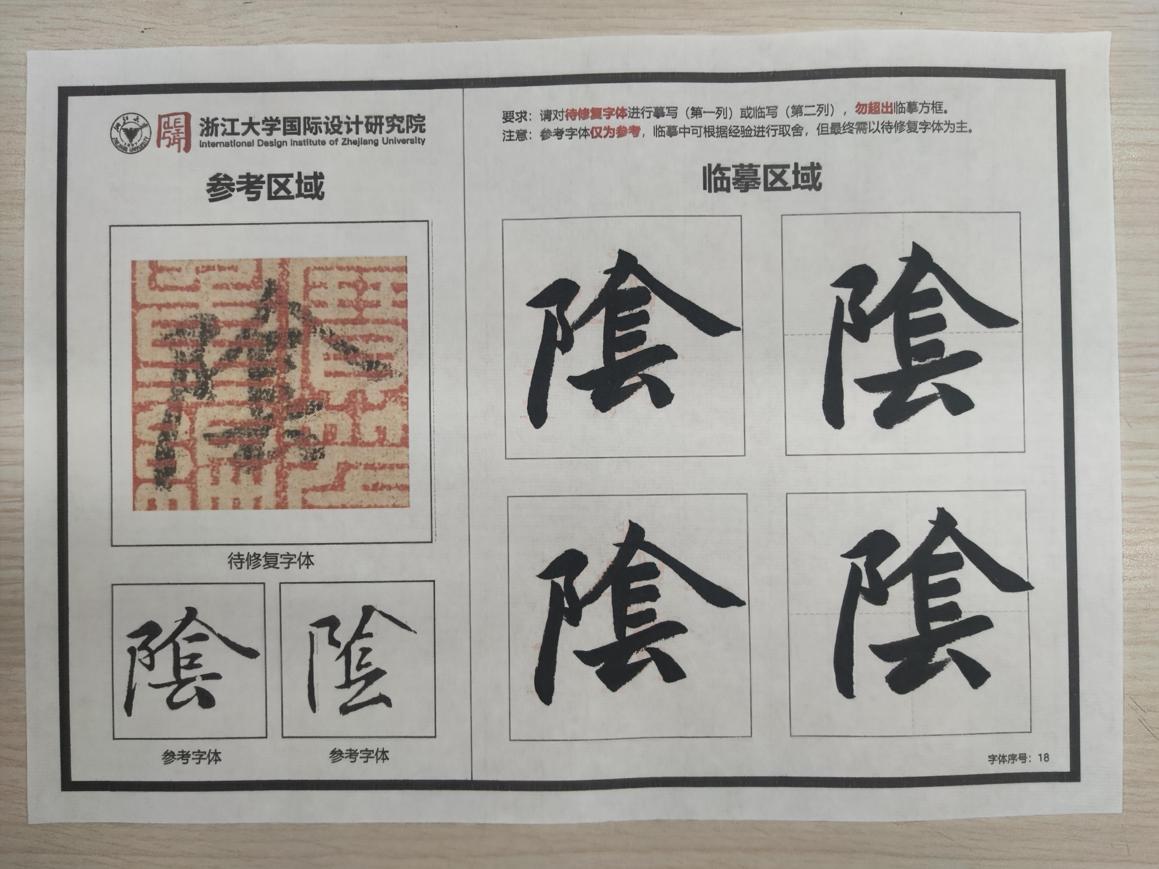 浙江大学国际设计研究院
International Design Institute of Zhejiang University
参考区域
待修复字体
陰
陰
参考字体
参考字体
要求：请对待修复字体进行摹写（第一列）或临写（第二列），勿超出临摹方框。
注意：参考字体仅为参考，临摹中可根据经验进行取舍，但最终需以待修复字体为主。
临摹区域
陰
陰
陰
陰
字体序号：18